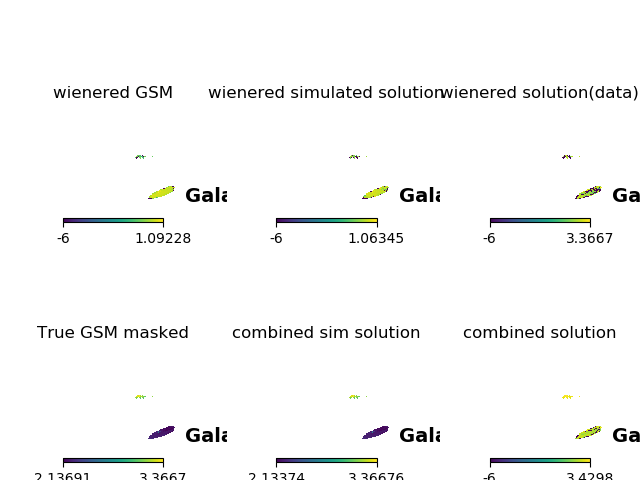 wienered GSM wienered simulated solution wienered solution(data)
Gala Gala Ga
-6 1.09228 -6 1.06345 -6 3.3667
True GSM masked combined sim solution combined solution
Gala Gala Ga
2.13691 3.3667 2.13374 3.36676 -6 3.4298